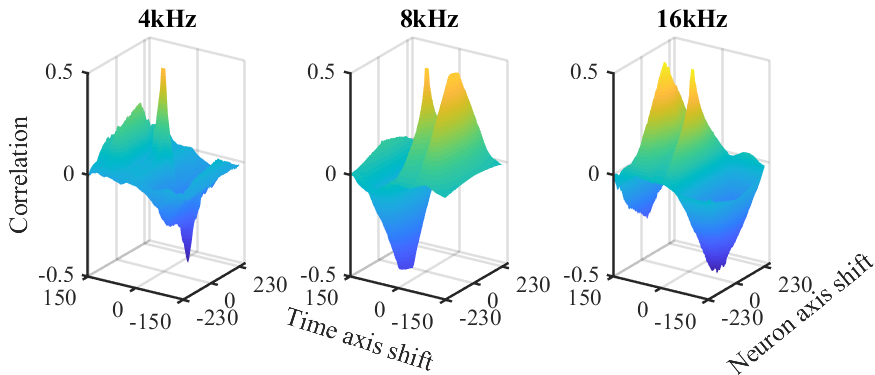 4kHz 8kHz 16kHz
0.5 0.5 0.5
Correlation
0 0 0
-0.5 -0.5 -0.5
150 150 150
0 0 0
-150 -150 -150
-230 -230 -230
0 0 0
230 230 230
Time axis shift
Neuron axis shift